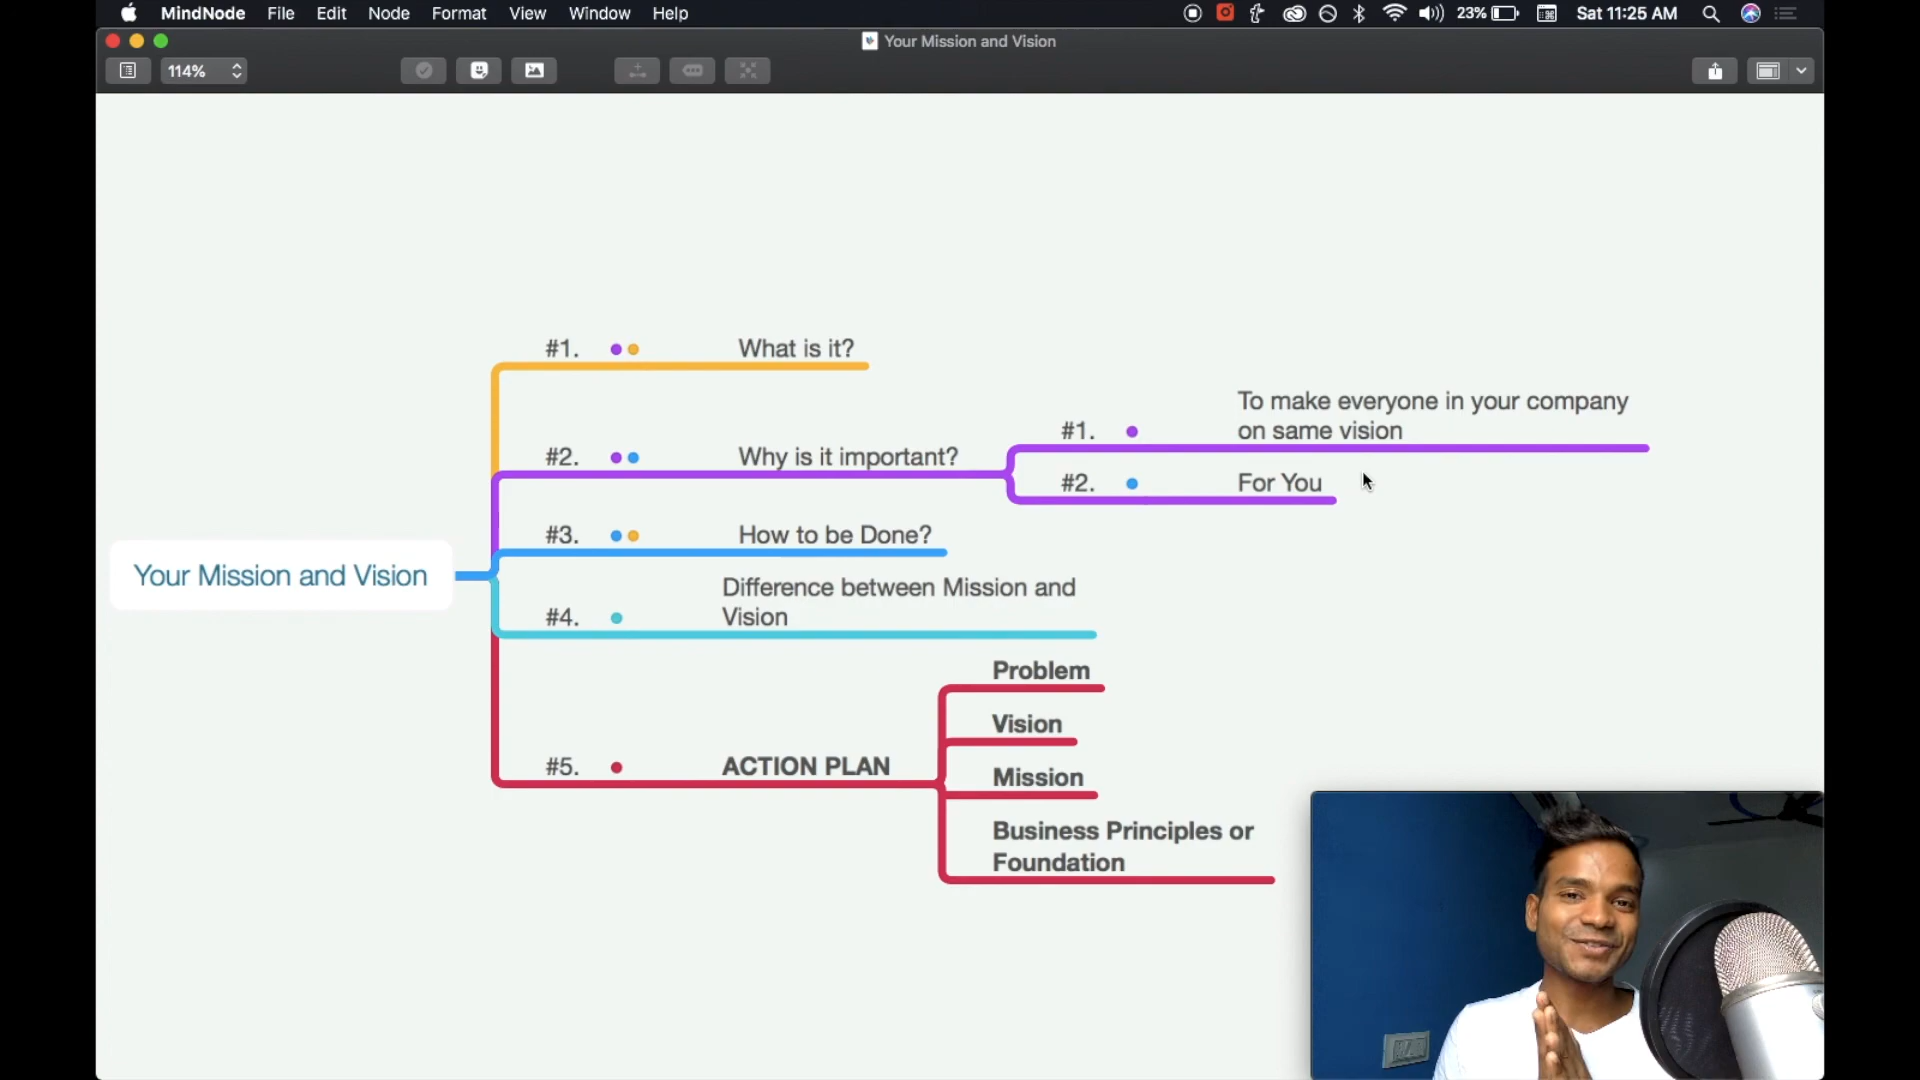 MindNode File Edit Node Format View Window Help 23% Sat 11:25 AM
Your Mission and Vision
114%
#1. What is it?
To make everyone in your company
#1. on same vision
#2. Why is it important?
#2. For You
#3. How to be Done?
Your Mission and Vision
Difference between Mission and
#4. Vision
Problem
Vision
#5. ACTION PLAN
Mission
Business Principles or
Foundation